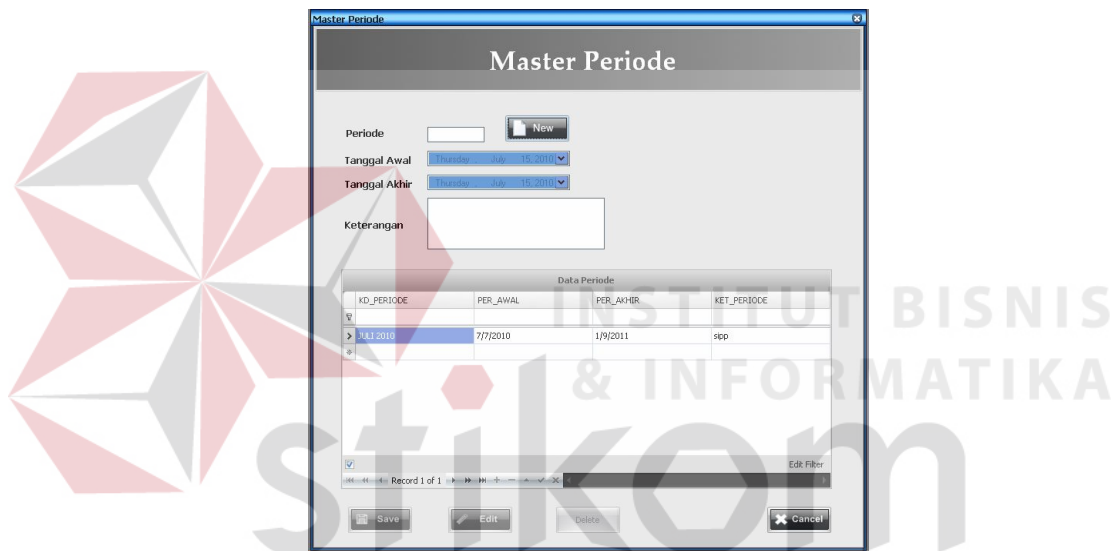 Master Periode
Master Periode
Periode
New
Tanggal Awal Thursday , July 15, 2010
Tanggal Akhir Thursday , July 15, 2010
Keterangan
Data Periode
KD_PERIODE PER_AWAL PER_AKHIR KET_PERIODE
JULI 2010 7/7/2010 1/9/2011 sipp
Edit Filter
Record 1 of 1
Save Edit Delete Cancel
INSTITUT BISNIS
& INFORMATIKA
stikom